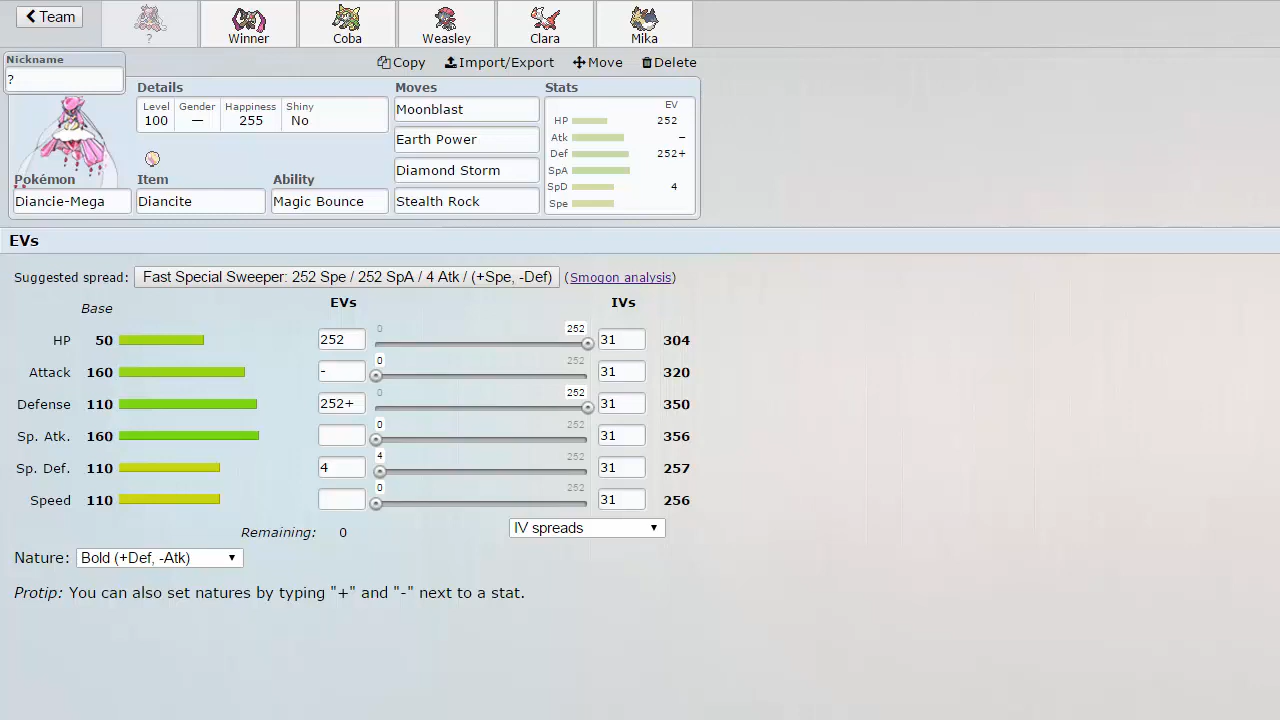 Team
?
Winner
Coba
Weasley
Clara
Mika
Copy
Import/Export
Move
Delete
Nickname
?
Details
Level
100
Gender
—
Happiness
255
Shiny
No
Pokémon
Diancie-Mega
Item
Diancite
Ability
Magic Bounce
Moves
Moonblast
Earth Power
Diamond Storm
Stealth Rock
Stats
EV
HP 252
Atk –
Def 252+
SpA
SpD 4
Spe
EVs
Suggested spread: Fast Special Sweeper: 252 Spe / 252 SpA / 4 Atk / (+Spe, -Def) (Smogon analysis)
Base EVs IVs
HP 50 252 0 252 31 304
Attack 160 - 0 252 31 320
Defense 110 252+ 0 252 31 350
Sp. Atk. 160 0 252 31 356
Sp. Def. 110 4 4 252 31 257
Speed 110 0 252 31 256
Remaining: 0 IV spreads
Nature: Bold (+Def, -Atk)
Protip: You can also set natures by typing "+" and "-" next to a stat.